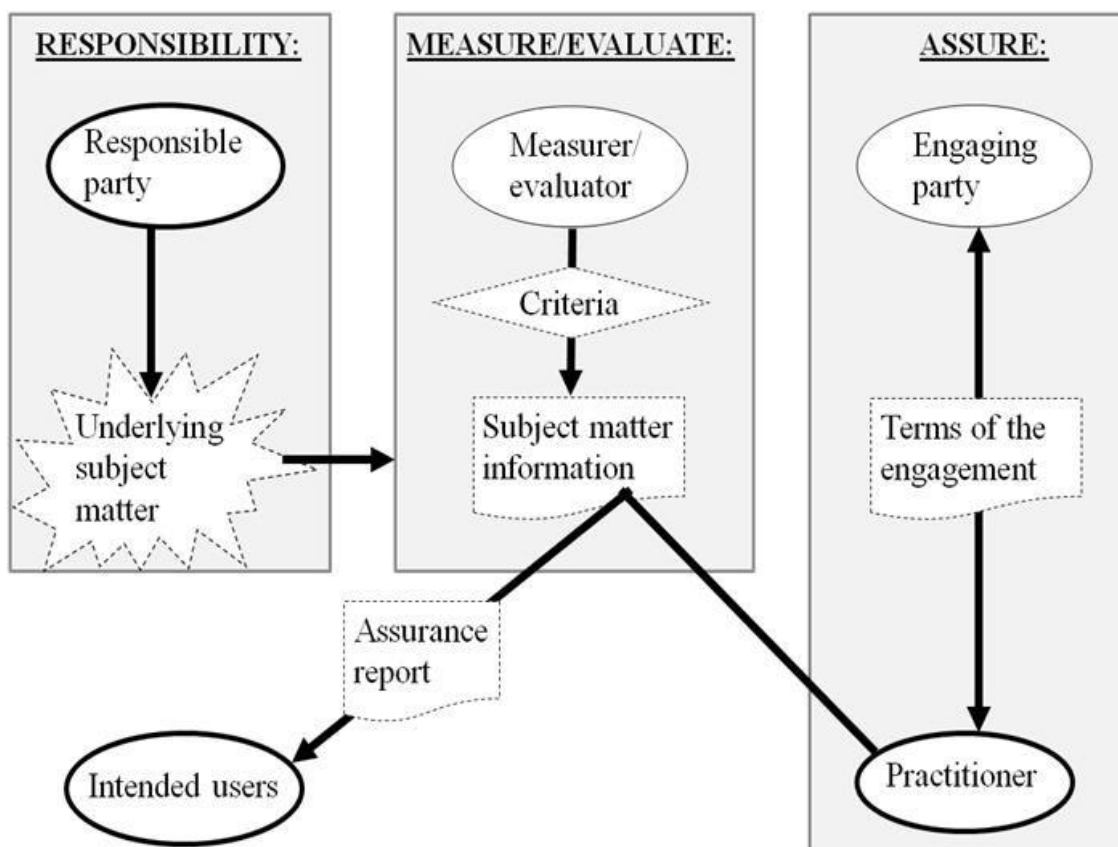 RESPONSIBILITY:
Responsible
party
Underlying
subject
matter
MEASURE/EVALUATE:
Measurer/
evaluator
Criteria
Subject matter
information
ASSURE:
Engaging
party
Terms of the
engagement
Practitioner
Assurance
report
Intended users